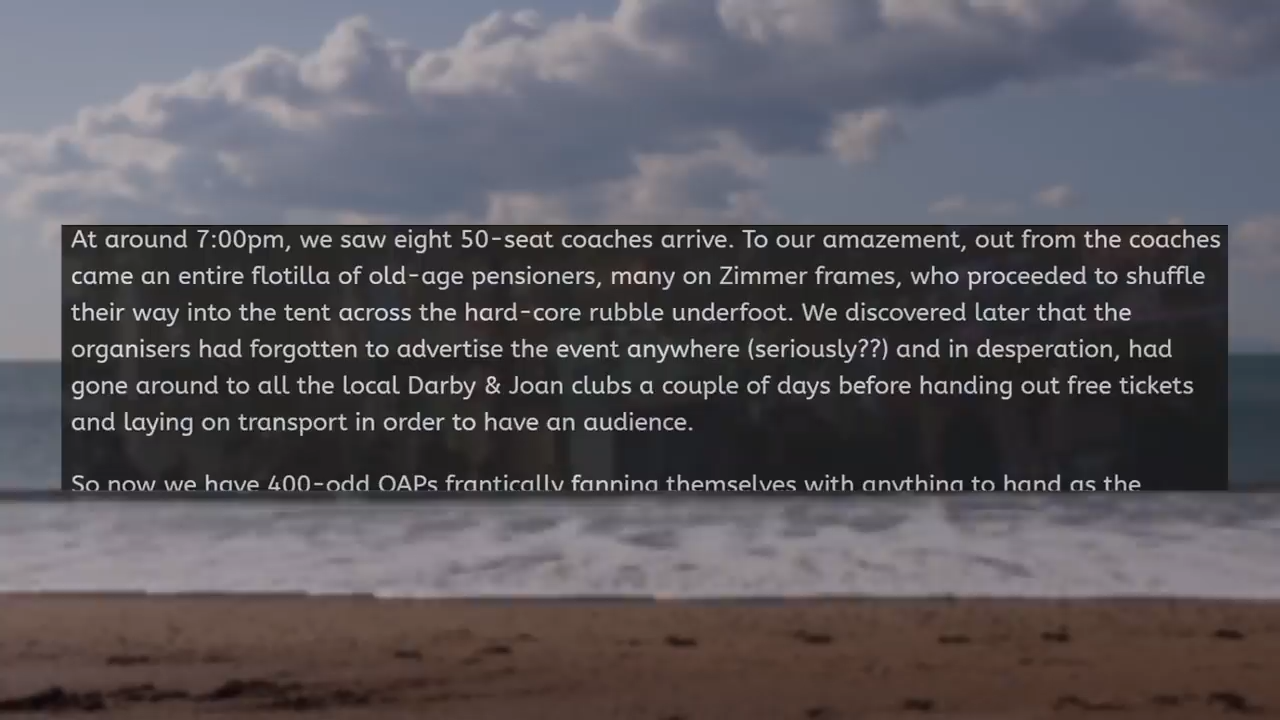 At around 7:00pm, we saw eight 50-seat coaches arrive. To our amazement, out from the coaches
came an entire flotilla of old-age pensioners, many on Zimmer frames, who proceeded to shuffle
their way into the tent across the hard-core rubble underfoot. We discovered later that the
organisers had forgotten to advertise the event anywhere (seriously??) and in desperation, had
gone around to all the local Darby & Joan clubs a couple of days before handing out free tickets
and laying on transport in order to have an audience.
So now we have 400-odd OAPs frantically fanning themselves with anything to hand as the